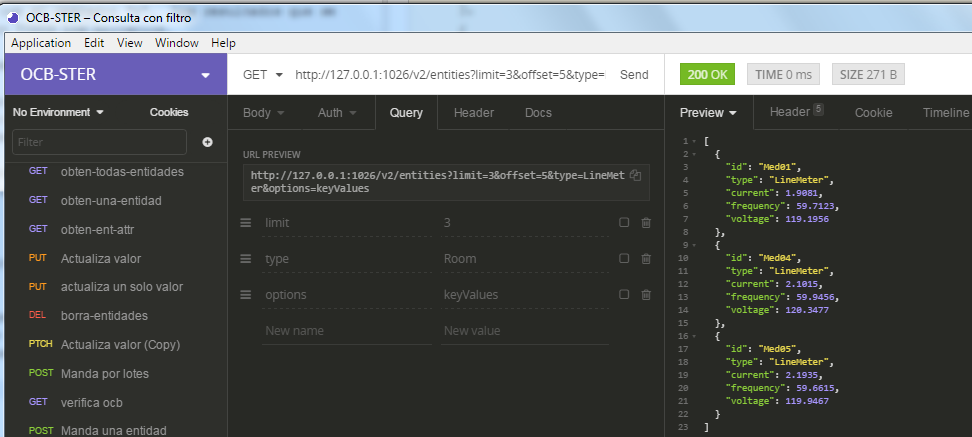 OCB-STER – Consulta con filtro
Application Edit View Window Help
OCB-STER
GET http://127.0.0.1:1026/v2/entities?limit=3&offset=5&type= Send
200 OK TIME 0 ms SIZE 271 B
No Environment Cookies
Body Auth Query Header Docs
Preview Header 5 Cookie Timeline
Filter
GET obten-todas-entidades
GET obten-una-entidad
GET obten-ent-attr
PUT Actualiza valor
PUT actualiza un solo valor
DEL borra-entidades
PTCH Actualiza valor (Copy)
POST Manda por lotes
GET verifica ocb
POST Manda una entidad
URL PREVIEW
http://127.0.0.1:1026/v2/entities?limit=3&offset=5&type=LineMet
er&options=keyValues
limit 3
type Room
options keyValues
New name New value
1 [
2 {
3 "id": "Med01",
4 "type": "LineMeter",
5 "current": 1.9081,
6 "frequency": 59.7123,
7 "voltage": 119.1956
8 },
9 {
10 "id": "Med04",
11 "type": "LineMeter",
12 "current": 2.1015,
13 "frequency": 59.9456,
14 "voltage": 120.3477
15 },
16 {
17 "id": "Med05",
18 "type": "LineMeter",
19 "current": 2.1935,
20 "frequency": 59.6615,
21 "voltage": 119.9467
22 }
23 ]